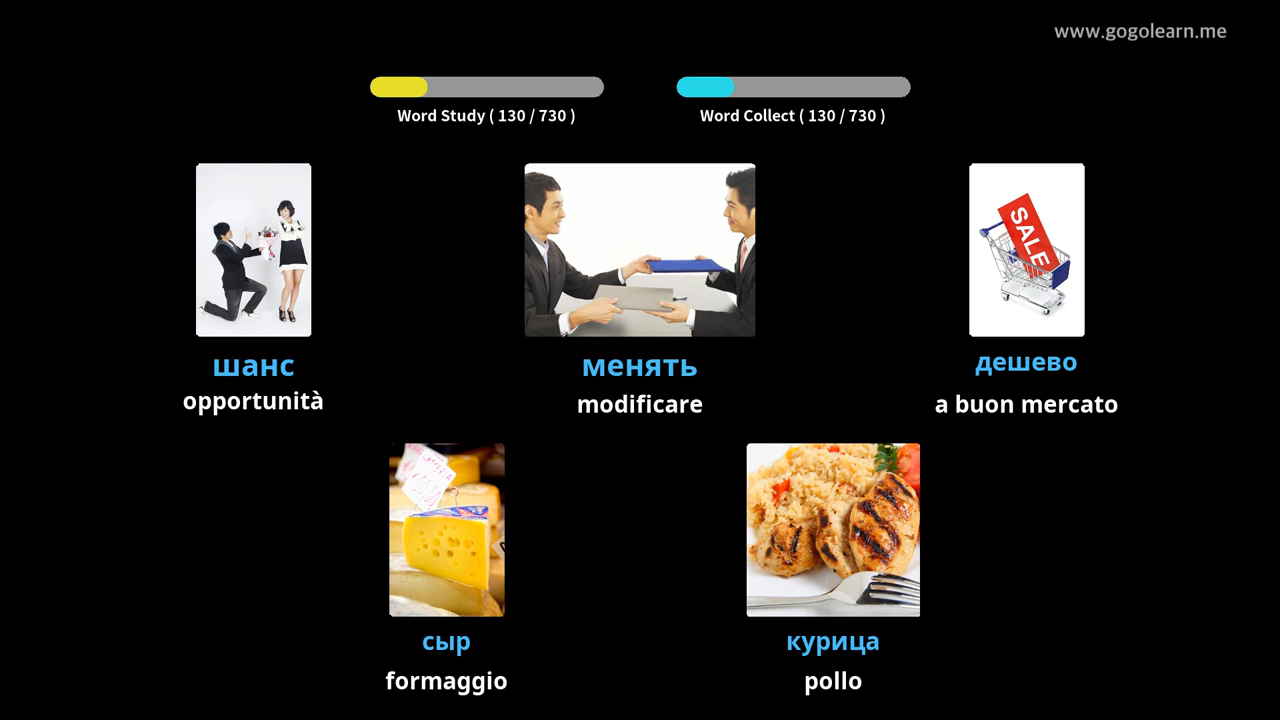 www.gogolearn.me
Word Study ( 130 / 730 )
Word Collect ( 130 / 730 )
SALE
шанс
менять
дешево
opportunità
modificare
a buon mercato
сыр
курица
formaggio
pollo